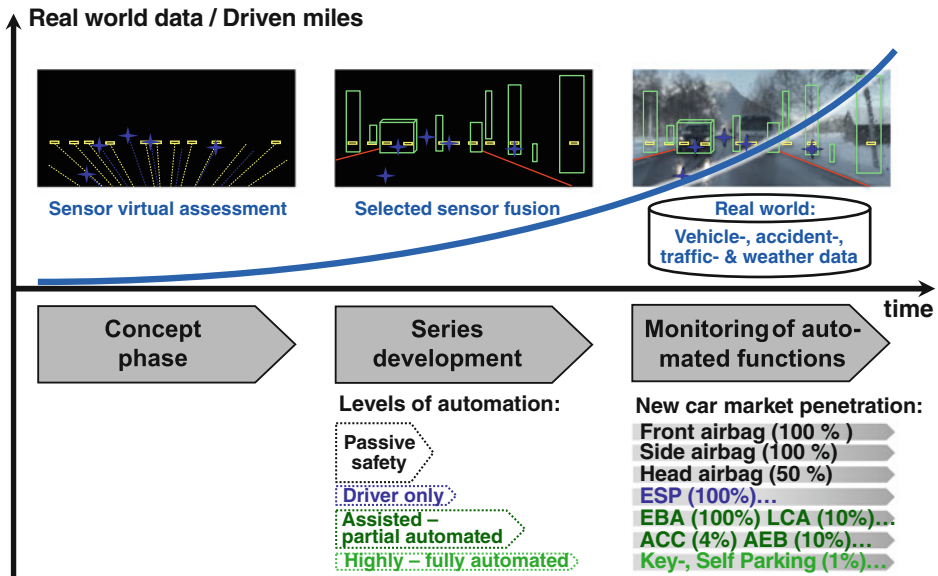 Real world data / Driven miles
Sensor virtual assessment
Selected sensor fusion
Real world:
Vehicle-, accident-,
traffic- & weather data
time
Concept
phase
Series
development
Monitoring of auto-
mated functions
Levels of automation:
Passive
safety
Driver only
Assisted –
partial automated
Highly – fully automated
New car market penetration:
Front airbag (100 % )
Side airbag (100 %)
Head airbag (50 %)
ESP (100%)...
EBA (100%) LCA (10%)...
ACC (4%) AEB (10%)...
Key-, Self Parking (1%)...